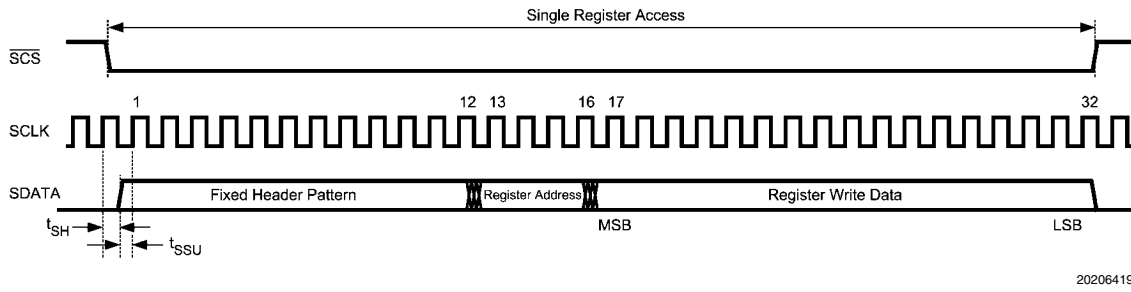 Single Register Access
SCS
1 12 13 16 17 32
SCLK
SDATA Fixed Header Pattern Register Address Register Write Data
tSH MSB LSB
tSSU
20206419